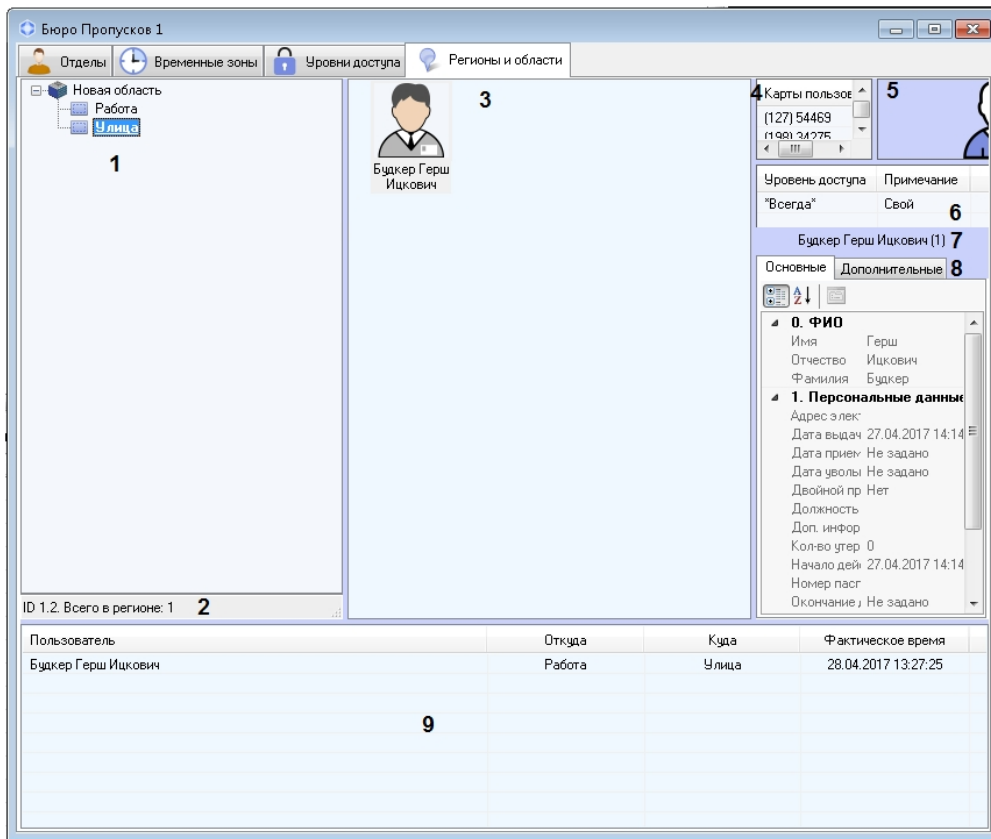 Бюро Пропусков 1
Отделы Временные зоны Уровни доступа Регионы и области
Новая область
Работа
Улица
1
ID 1.2. Всего в регионе: 1 2
3
Будкер Герш
Ицкович
4 Карты пользов
(127) 54469
(198) 34275
5
Уровень доступа Примечание
"Всегда" Свой
6
Будкер Герш Ицкович (1) 7
Основные Дополнительные 8
0. ФИО
Имя Герш
Отчество Ицкович
Фамилия Будкер
1. Персональные данные
Адрес элек
Дата выдач 27.04.2017 14:14
Дата прием Не задано
Дата уволы Не задано
Двойной пр Нет
Должность
Доп. инфор
Кол-во утер 0
Начало дей 27.04.2017 14:14
Номер пасп
Окончание Не задано
Пользователь Откуда Куда Фактическое время
Будкер Герш Ицкович Работа Улица 28.04.2017 13:27:25
9